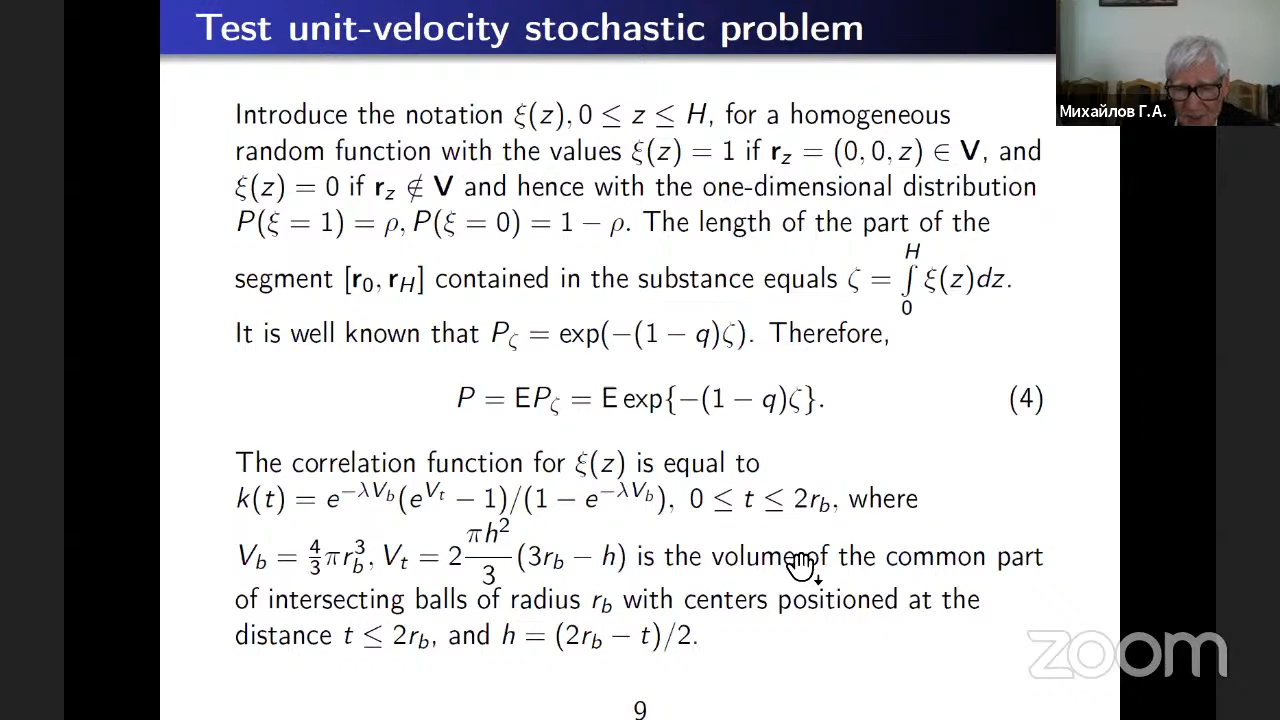 Test unit-velocity stochastic problem
Михайлов Г.А.
Introduce the notation ξ(z), 0 ≤ z ≤ H, for a homogeneous
random function with the values ξ(z) = 1 if r_z = (0, 0, z) ∈ V, and
ξ(z) = 0 if r_z ∉ V and hence with the one-dimensional distribution
P(ξ = 1) = ρ, P(ξ = 0) = 1 − ρ. The length of the part of the
segment [r_0, r_H] contained in the substance equals ζ = ∫_0^H ξ(z)dz.
It is well known that P_ζ = exp(−(1 − q)ζ). Therefore,
P = EP_ζ = E exp{−(1 − q)ζ}. (4)
The correlation function for ξ(z) is equal to
k(t) = e^{−λV_b}(e^{V_t} − 1)/(1 − e^{−λV_b}), 0 ≤ t ≤ 2r_b, where
V_b = 4/3 πr_b^3, V_t = 2 πh^2/3 (3r_b − h) is the volume of the common part
of intersecting balls of radius r_b with centers positioned at the
distance t ≤ 2r_b, and h = (2r_b − t)/2.
zoom
9